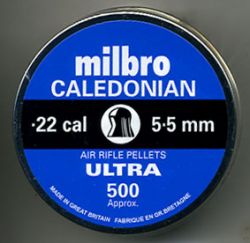 milbro
CALEDONIAN
.22 cal 5·5 mm
AIR RIFLE PELLETS
ULTRA
500
Approx.
MADE IN GREAT BRITAIN FABRIQUE EN GR.BRETAGNE